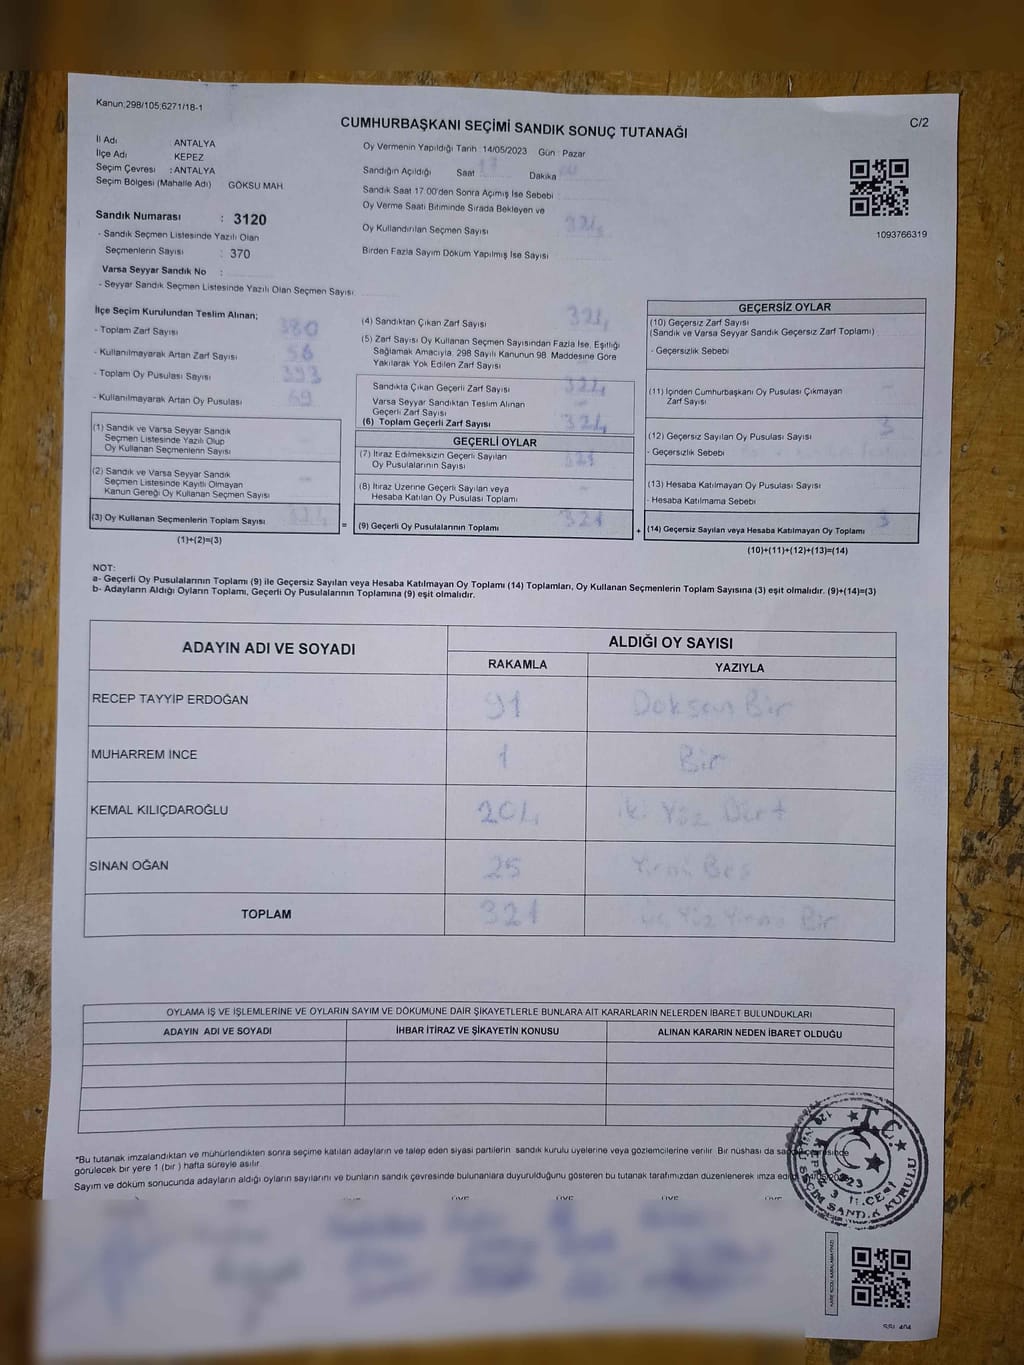 Kanun;298/105;6271/18-1
C/2
CUMHURBAŞKANI SEÇİMİ SANDIK SONUÇ TUTANAĞI
İl Adı : ANTALYA
İlçe Adı : KEPEZ
Seçim Çevresi : ANTALYA
Seçim Bölgesi (Mahalle Adı) GÖKSU MAH
Oy Vermenin Yapıldığı Tarih :14/05/2023 Gün : Pazar
Sandığın Açıldığı Saat 17 Dakika
Sandık Saat 17:00'den Sonra Açımış İse Sebebi
Oy Verme Saati Bitiminde Sırada Bekleyen ve
Oy Kullandırılan Seçmen Sayısı 324
Birden Fazla Sayım Döküm Yapılmış İse Sayısı
1093766319
Sandık Numarası : 3120
- Sandık Seçmen Listesinde Yazılı Olan
Seçmenlerin Sayısı : 370
Varsa Seyyar Sandık No :
- Seyyar Sandık Seçmen Listesinde Yazılı Olan Seçmen Sayısı
İlçe Seçim Kurulundan Teslim Alınan;
- Toplam Zarf Sayısı 380
- Kullanılmayarak Artan Zarf Sayısı 56
- Toplam Oy Pusulası Sayısı 393
- Kullanılmayarak Artan Oy Pusulası 69
(1) Sandık ve Varsa Seyyar Sandık
Seçmen Listesinde Yazılı Olup
Oy Kullanan Seçmenlerin Sayısı
(2) Sandık ve Varsa Seyyar Sandık
Seçmen Listesinde Kayıtlı Olmayan
Kanun Gereği Oy Kullanan Seçmen Sayısı -
(3) Oy Kullanan Seçmenlerin Toplam Sayısı 324
(1)+(2)=(3)
(4) Sandıktan Çıkan Zarf Sayısı 324
(5) Zarf Sayısı Oy Kullanan Seçmen Sayısından Fazla İse, Eşitliği
Sağlamak Amacıyla, 298 Sayılı Kanunun 98. Maddesine Göre
Yakılarak Yok Edilen Zarf Sayısı
Sandıkta Çıkan Geçerli Zarf Sayısı 324
Varsa Seyyar Sandıktan Teslim Alınan
Geçerli Zarf Sayısı -
(6) Toplam Geçerli Zarf Sayısı 324
GEÇERLİ OYLAR
(7) İtiraz Edilmeksizin Geçerli Sayılan
Oy Pusulalarının Sayısı 321
(8) İtiraz Üzerine Geçerli Sayılan veya
Hesaba Katılan Oy Pusulası Toplamı -
= (9) Geçerli Oy Pusulalarının Toplamı 321 +
GEÇERSİZ OYLAR
(10) Geçersiz Zarf Sayısı
(Sandık ve Varsa Seyyar Sandık Geçersiz Zarf Toplamı)
- Geçersizlik Sebebi
(11) İçinden Cumhurbaşkanı Oy Pusulası Çıkmayan
Zarf Sayısı -
(12) Geçersiz Sayılan Oy Pusulası Sayısı 3
- Geçersizlik Sebebi
(13) Hesaba Katılmayan Oy Pusulası Sayısı
- Hesaba Katılmama Sebebi
(14) Geçersiz Sayılan veya Hesaba Katılmayan Oy Toplamı 3
(10)+(11)+(12)+(13)=(14)
NOT:
a- Geçerli Oy Pusulalarının Toplamı (9) ile Geçersiz Sayılan veya Hesaba Katılmayan Oy Toplamı (14) Toplamları, Oy Kullanan Seçmenlerin Toplam Sayısına (3) eşit olmalıdır. (9)+(14)=(3)
b- Adayların Aldığı Oyların Toplamı, Geçerli Oy Pusulalarının Toplamına (9) eşit olmalıdır.
ADAYIN ADI VE SOYADI
ALDIĞI OY SAYISI
RAKAMLA YAZIYLA
RECEP TAYYİP ERDOĞAN 91 Doksan Bir
MUHARREM İNCE 1 Bir
KEMAL KILIÇDAROĞLU 204 iki Yüz Dört
SİNAN OĞAN 25 Yirmi Beş
TOPLAM 321 üç Yüz Yirmi Bir
OYLAMA İŞ VE İŞLEMLERİNE VE OYLARIN SAYIM VE DÖKÜMÜNE DAİR ŞİKAYETLERLE BUNLARA AİT KARARLARIN NELERDEN İBARET BULUNDUKLARI
ADAYIN ADI VE SOYADI İHBAR İTİRAZ VE ŞİKAYETİN KONUSU ALINAN KARARIN NEDEN İBARET OLDUĞU
*Bu tutanak imzalandıktan ve mühürlendikten sonra seçime katılan adayların ve talep eden siyasi partilerin sandık kurulu üyelerine veya gözlemcilerine verilir. Bir nüshası da sandık çevresinde
görülecek bir yere 1 (bir) hafta süreyle asılır
Sayım ve döküm sonucunda adayların aldığı oyların sayılarını ve bunların sandık çevresinde bulunanlara duyurulduğunu gösteren bu tutanak tarafımızdan düzenlenerek imza edildi.
T.C.
KEPEZ 3. İLÇE
1923
SEÇİM SANDIK KURULU
ÜYE ÜYE ÜYE ÜYE ÜYE